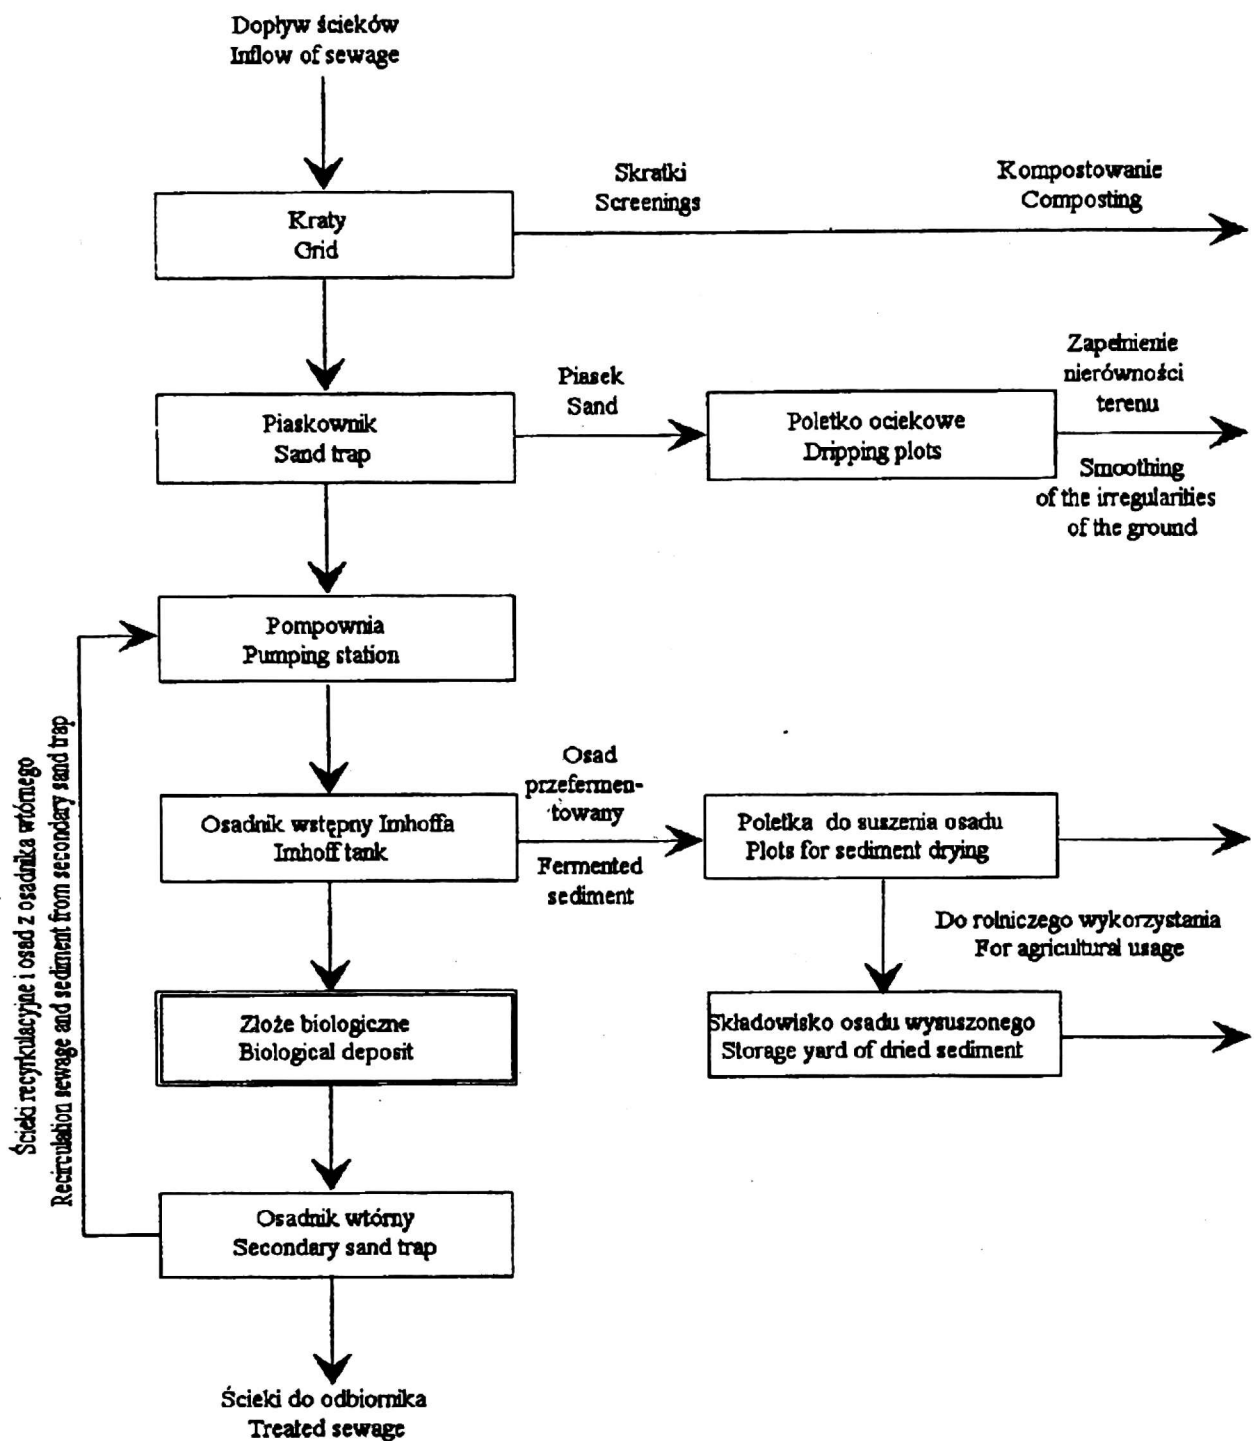 Dopływ ścieków
Inflow of sewage
Skratki
Screenings
Kompostowanie
Composting
Kraty
Grid
Piasek
Sand
Zapełnienie
nierówności
terenu
Piaskownik
Sand trap
Poletko ociekowe
Dripping plots
Smoothing
of the irregularities
of the ground
Pompownia
Pumping station
Ścieki recyrkulacyjne i osad z osadnika wtórnego
Recirculation sewage and sediment from secondary sand trap
Osad
przefermen-
towany
Osadnik wstępny Imhoffa
Imhoff tank
Fermented
sediment
Poletka do suszenia osadu
Plots for sediment drying
Do rolniczego wykorzystania
For agricultural usage
Złoże biologiczne
Biological deposit
Składowisko osadu wysuszonego
Storage yard of dried sediment
Osadnik wtórny
Secondary sand trap
Ścieki do odbiornika
Treated sewage